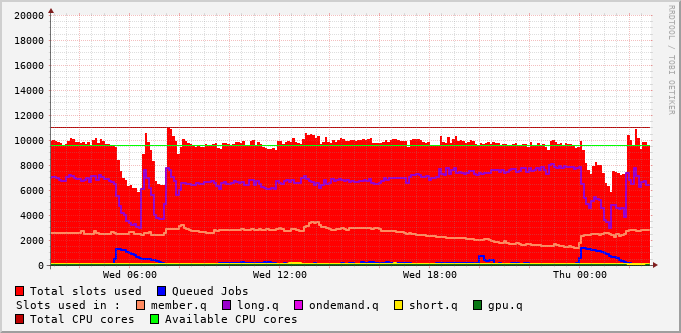 20000
18000
16000
14000
12000
10000
8000
6000
4000
2000
0
Wed 06:00 Wed 12:00 Wed 18:00 Thu 00:00
RRDTOOL / TOBI OETIKER
Total slots used Queued Jobs
Slots used in : member.q long.q ondemand.q short.q gpu.q
Total CPU cores Available CPU cores